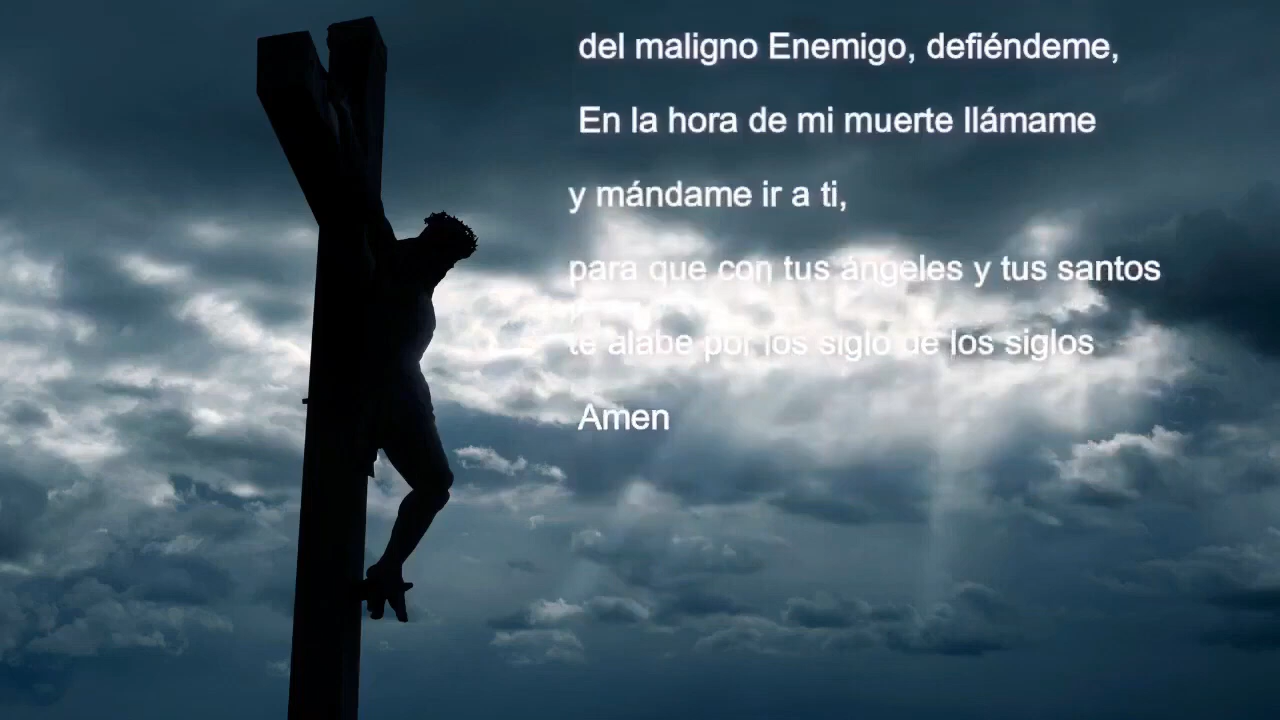 del maligno Enemigo, defiéndeme,
En la hora de mi muerte llámame
y mándame ir a ti,
para que con tus ángeles y tus santos
te alabe por los siglo de los siglos
Amen